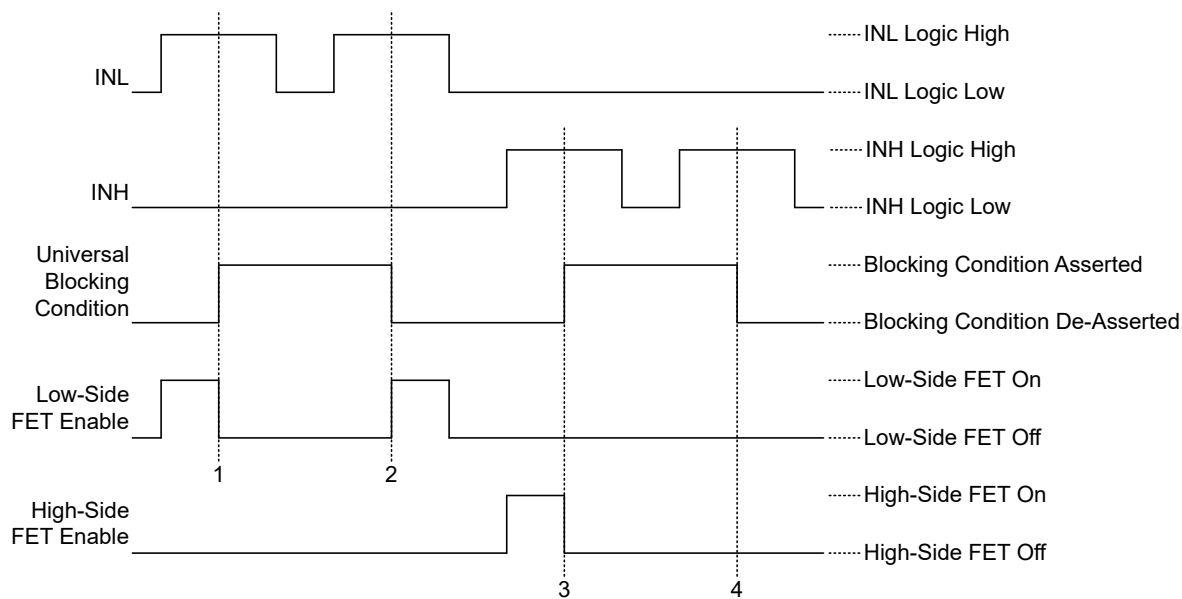 INL
INL Logic High
INL Logic Low
INH
INH Logic High
INH Logic Low
Universal
Blocking
Condition
Blocking Condition Asserted
Blocking Condition De-Asserted
Low-Side
FET Enable
Low-Side FET On
Low-Side FET Off
1
2
High-Side
FET Enable
High-Side FET On
High-Side FET Off
3
4